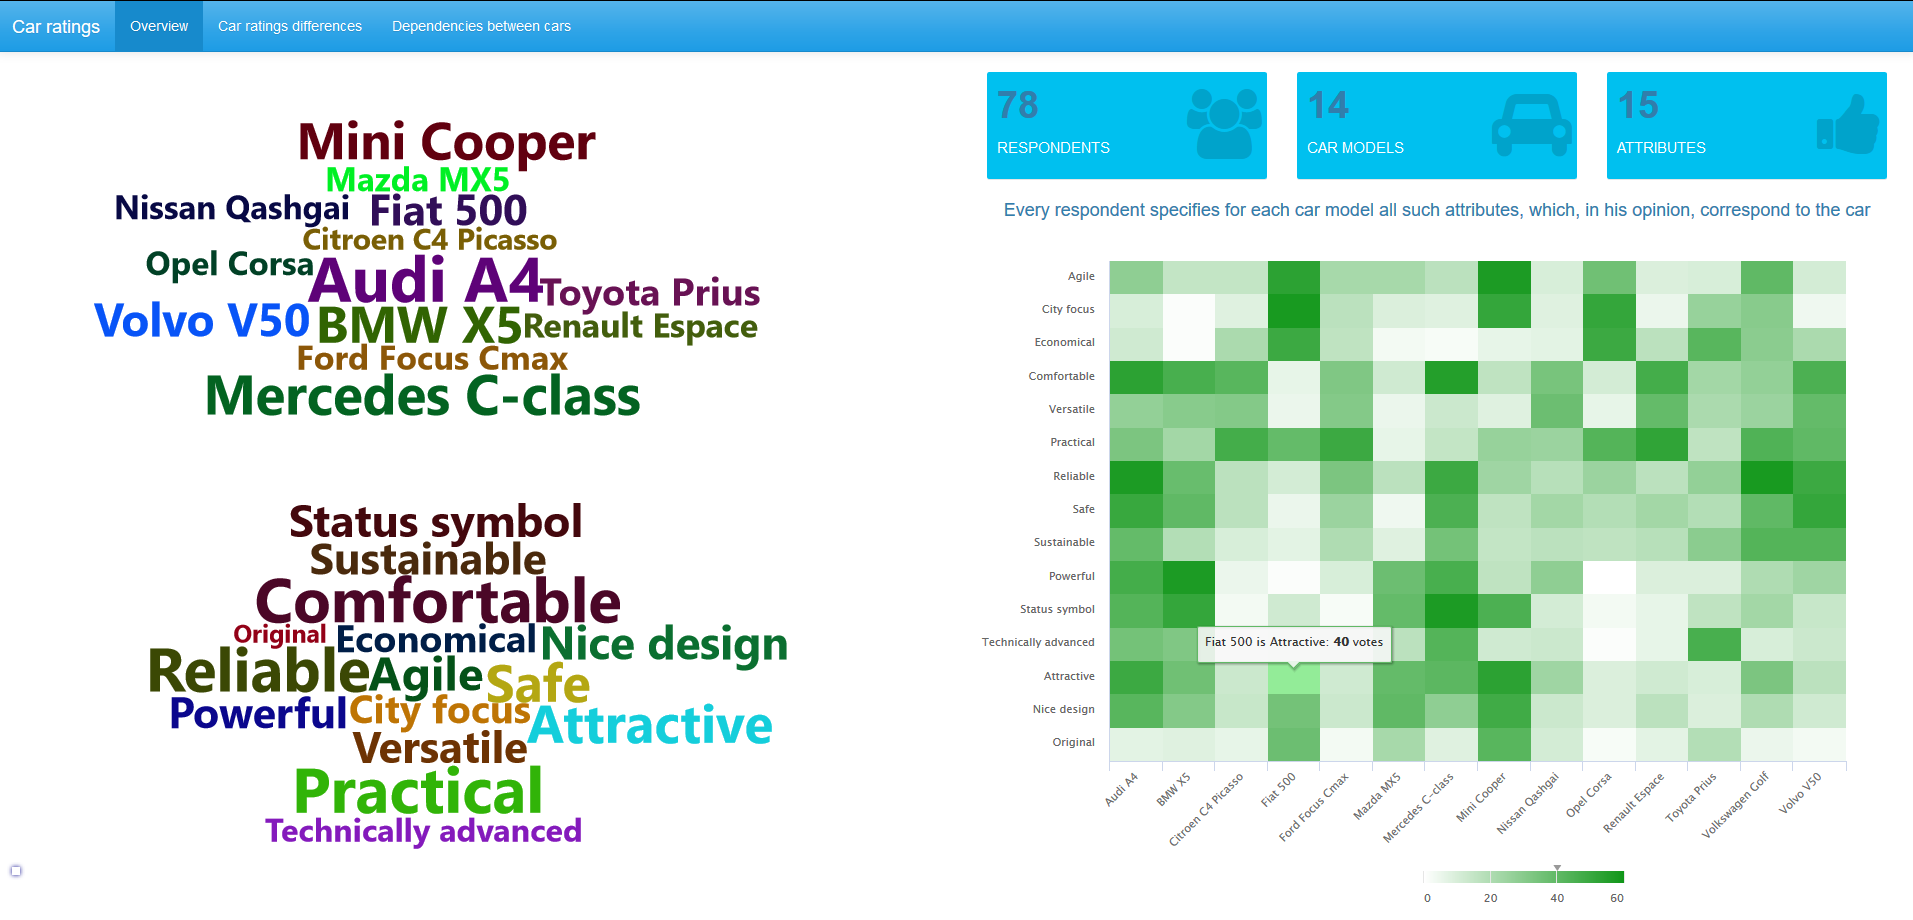 Car ratings Overview Car ratings differences Dependencies between cars
Mini Cooper
Mazda MX5
Nissan Qashgai Fiat 500
Citroen C4 Picasso
Opel Corsa
Audi A4
Toyota Prius
Volvo V50 BMW X5
Renault Espace
Ford Focus Cmax
Mercedes C-class
Status symbol
Sustainable
Comfortable
Original Economical Nice design
Reliable Agile Safe
Powerful City focus Attractive
Versatile
Practical
Technically advanced
78
RESPONDENTS
14
CAR MODELS
15
ATTRIBUTES
Every respondent specifies for each car model all such attributes, which, in his opinion, correspond to the car
Agile
City focus
Economical
Comfortable
Versatile
Practical
Reliable
Safe
Sustainable
Powerful
Status symbol
Technically advanced
Fiat 500 is Attractive: 40 votes
Attractive
Nice design
Original
Audi A4
BMW X5
Citroen C4 Picasso
Fiat 500
Ford Focus Cmax
Mazda MX5
Mercedes C-class
Mini Cooper
Nissan Qashgai
Opel Corsa
Renault Espace
Toyota Prius
Volkswagen Golf
Volvo V50
0 20 40 60